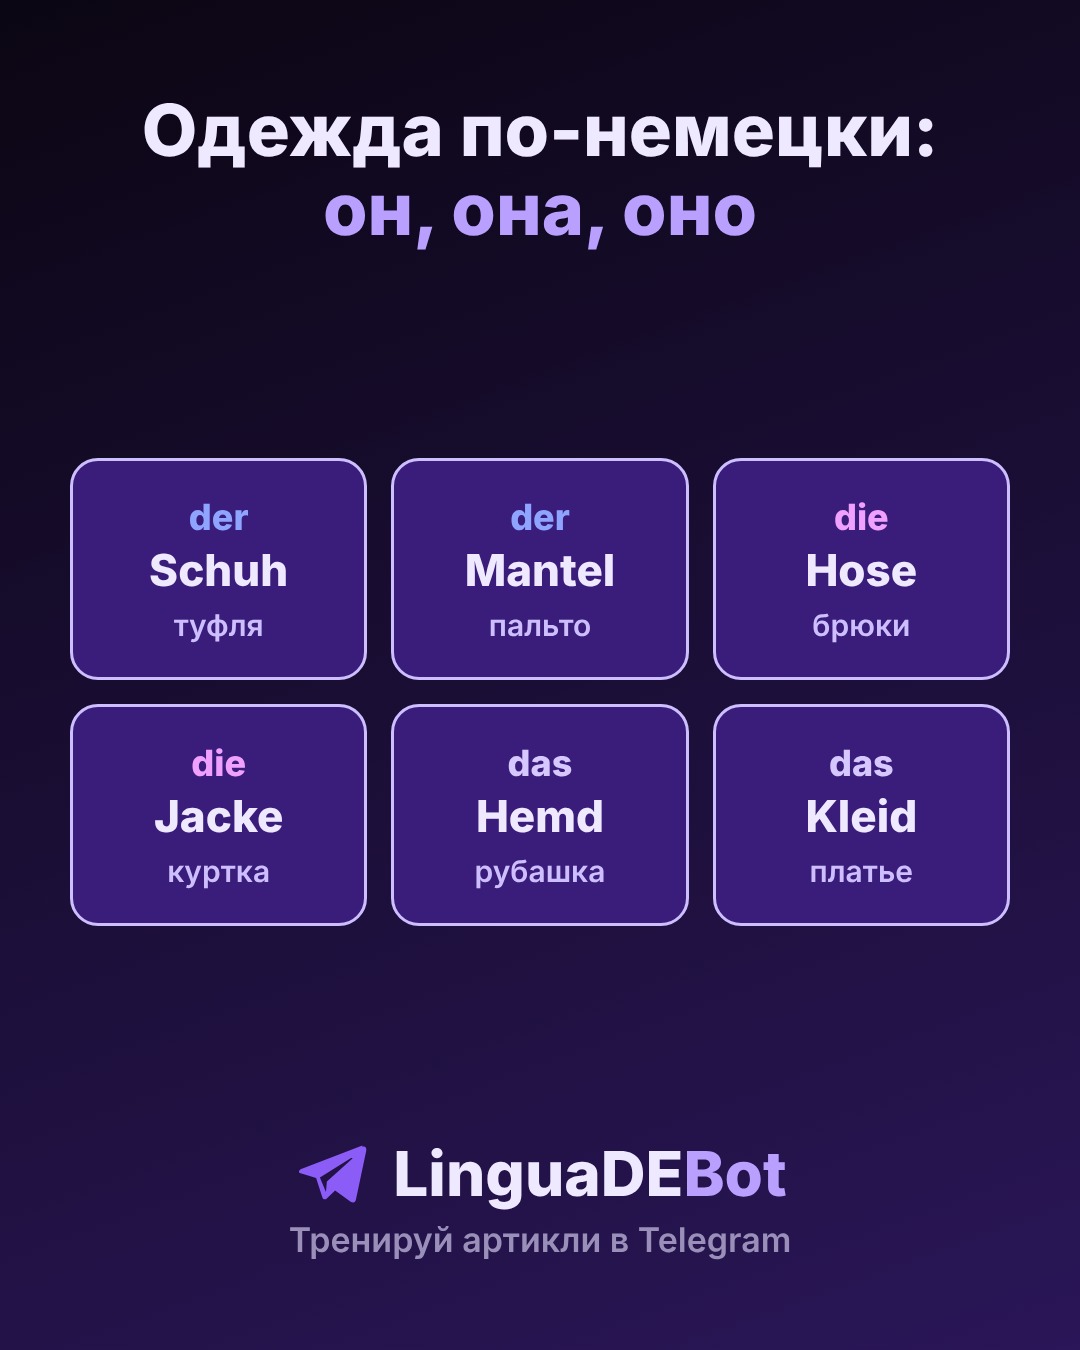 Одежда по-немецки:
он, она, оно
der
Schuh
туфля
der
Mantel
пальто
die
Hose
брюки
die
Jacke
куртка
das
Hemd
рубашка
das
Kleid
платье
LinguaDEBot
Тренируй артикли в Telegram